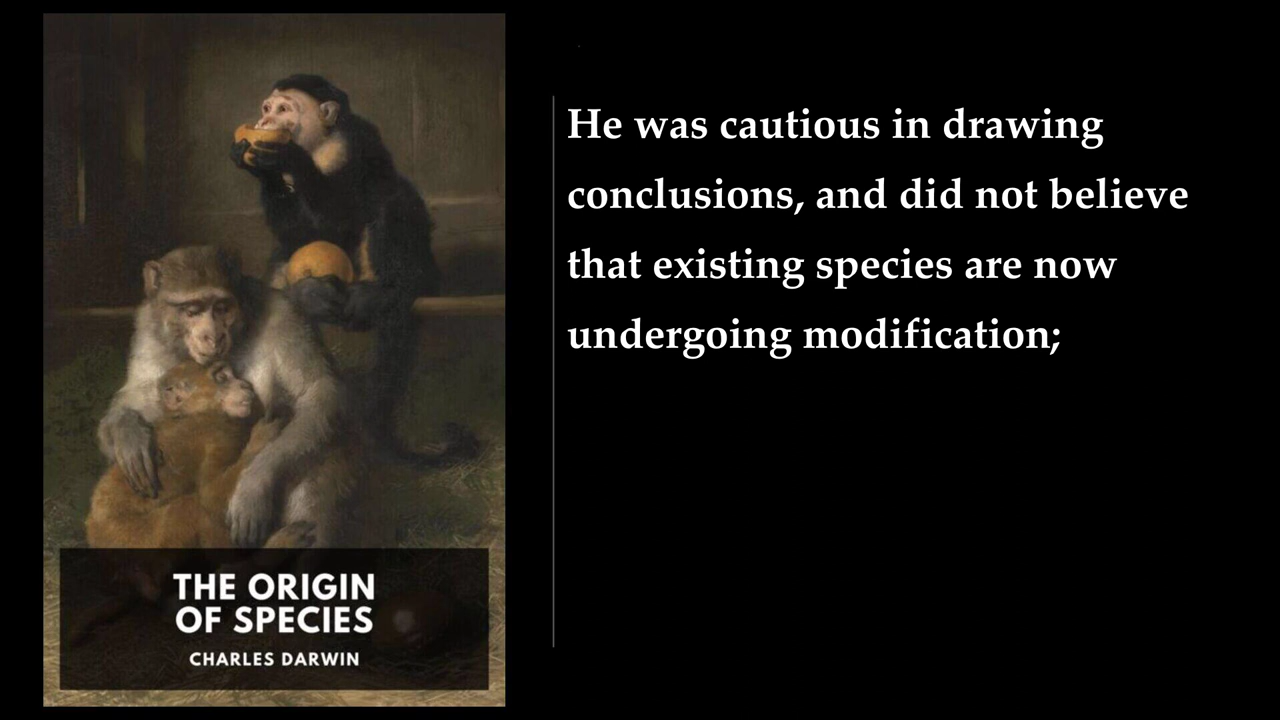 He was cautious in drawing
conclusions, and did not believe
that existing species are now
undergoing modification;
THE ORIGIN
OF SPECIES
CHARLES DARWIN